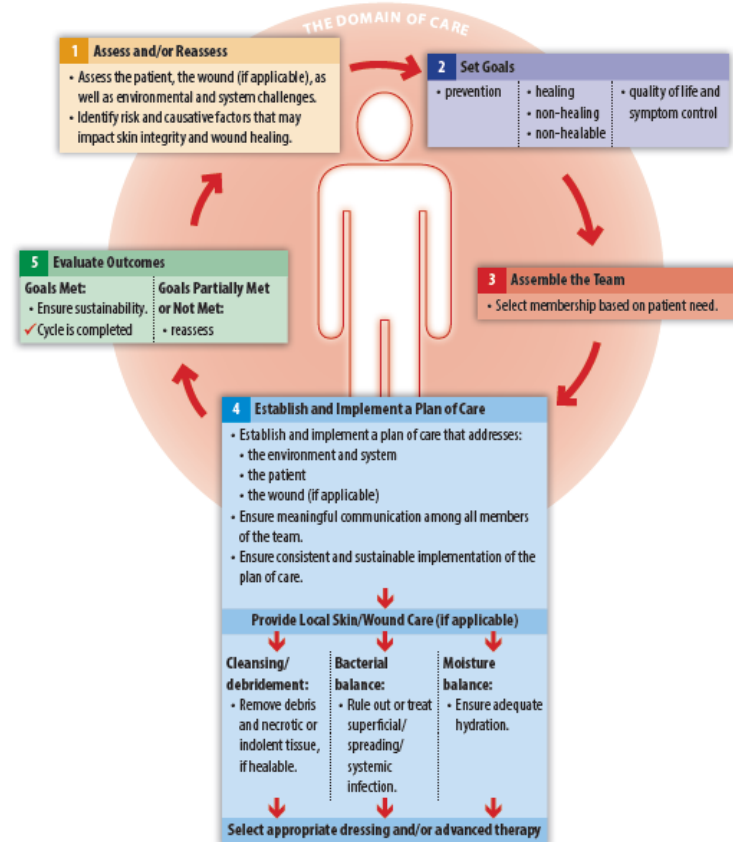 THE DOMAIN OF CARE
1 Assess and/or Reassess
• Assess the patient, the wound (if applicable), as
well as environmental and system challenges.
• Identify risk and causative factors that may
impact skin integrity and wound healing.
2 Set Goals
• prevention
• healing
• non-healing
• non-healable
• quality of life and
symptom control
3 Assemble the Team
• Select membership based on patient need.
4 Establish and Implement a Plan of Care
• Establish and implement a plan of care that addresses:
• the environment and system
• the patient
• the wound (if applicable)
• Ensure meaningful communication among all members
of the team.
• Ensure consistent and sustainable implementation of the
plan of care.
Provide Local Skin/Wound Care (if applicable)
Cleansing/
debridement:
• Remove debris
and necrotic or
indolent tissue,
if healable.
Bacterial
balance:
• Rule out or treat
superficial/
spreading/
systemic
infection.
Moisture
balance:
• Ensure adequate
hydration.
Select appropriate dressing and/or advanced therapy
5 Evaluate Outcomes
Goals Met:
• Ensure sustainability.
✓ Cycle is completed
Goals Partially Met
or Not Met:
• reassess